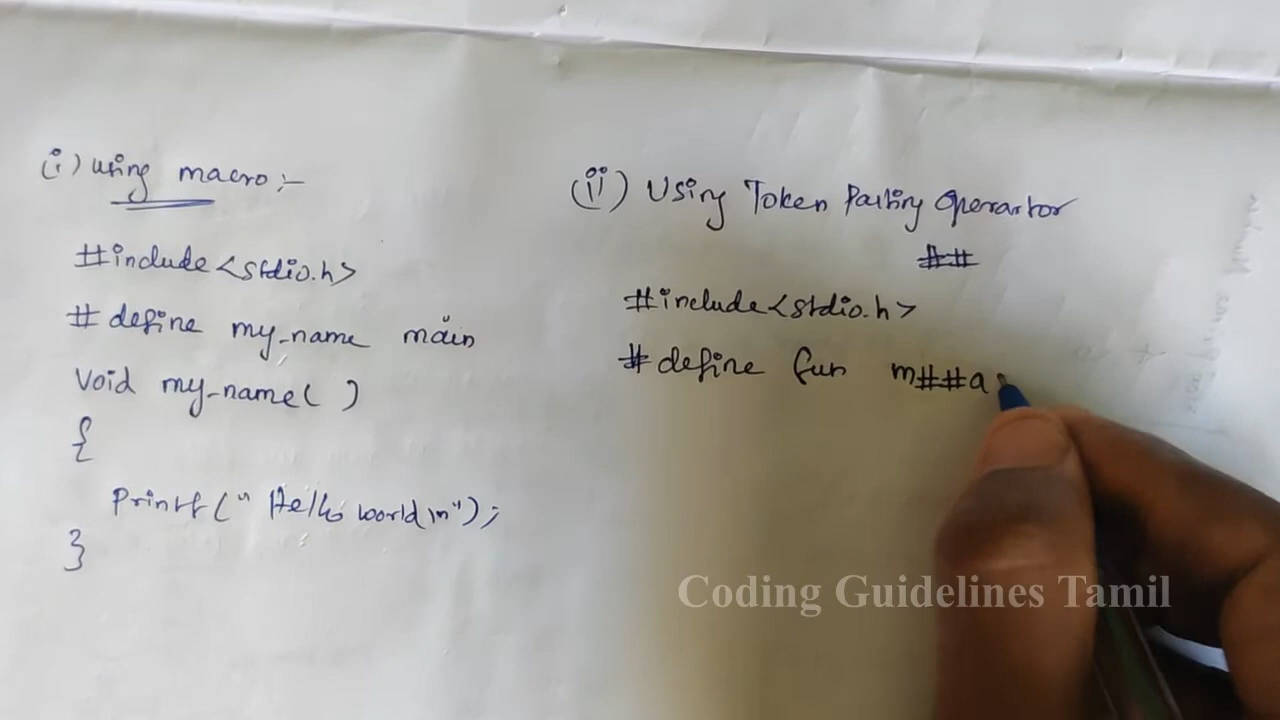 (i) using macro :-
#include <stdio.h>
# define my_name main
void my_name( )
{
printf(" Hello world \n");
}
(ii) Using Token Pasting Operartor
##
#include <stdio.h>
# define fun m##a
Coding Guidelines Tamil